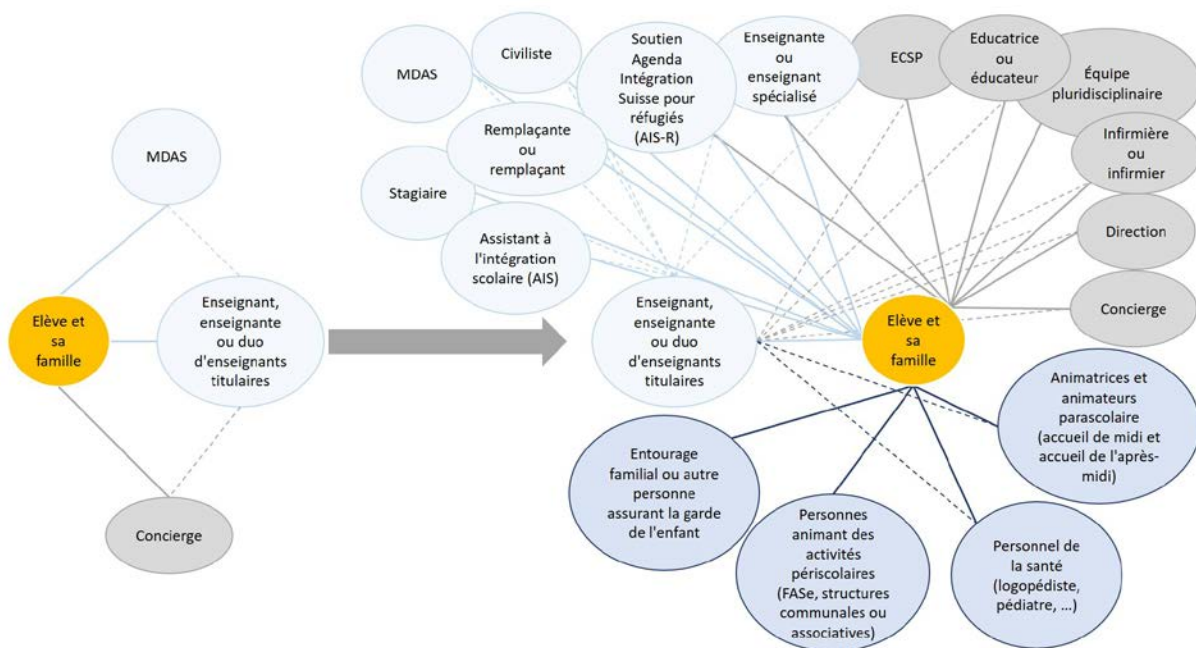 MDAS
Elève et
sa
famille
Enseignant,
enseignante
ou duo
d'enseignants
titulaires
Concierge
MDAS
Civiliste
Soutien
Agenda
Intégration
Suisse pour
réfugiés
(AIS-R)
Enseignante
ou
enseignant
spécialisé
ECSP
Educatrice
ou
éducateur
Équipe
pluridisciplinaire
Infirmière
ou
infirmier
Direction
Concierge
Remplaçante
ou
remplaçant
Stagiaire
Assistant à
l'intégration
scolaire (AIS)
Enseignant,
enseignante
ou duo
d'enseignants
titulaires
Elève et
sa
famille
Animatrices et
animateurs
parascolaire
(accueil de midi et
accueil de l'après-
midi)
Entourage
familial ou autre
personne
assurant la garde
de l'enfant
Personnes
animant des
activités
périscolaires
(FASe, structures
communales ou
associatives)
Personnel de
la santé
(logopédiste,
pédiatre, ...)